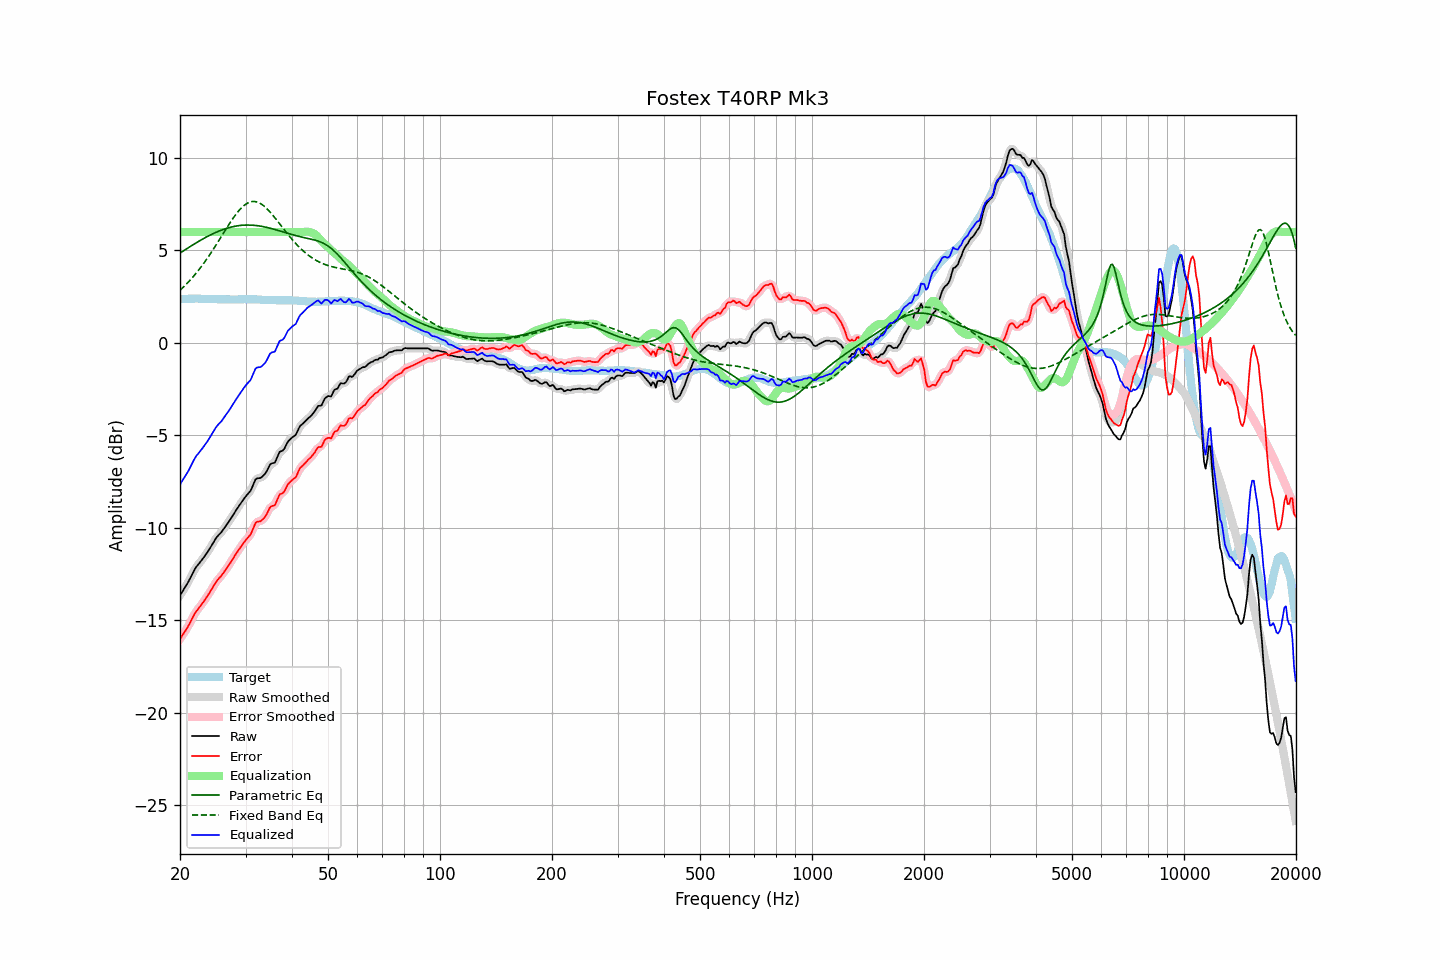 Fostex T40RP Mk3
Amplitude (dBr)
10
5
0
−5
−10
−15
−20
−25
Target
Raw Smoothed
Error Smoothed
Raw
Error
Equalization
Parametric Eq
Fixed Band Eq
Equalized
20 50 100 200 500 1000 2000 5000 10000 20000
Frequency (Hz)